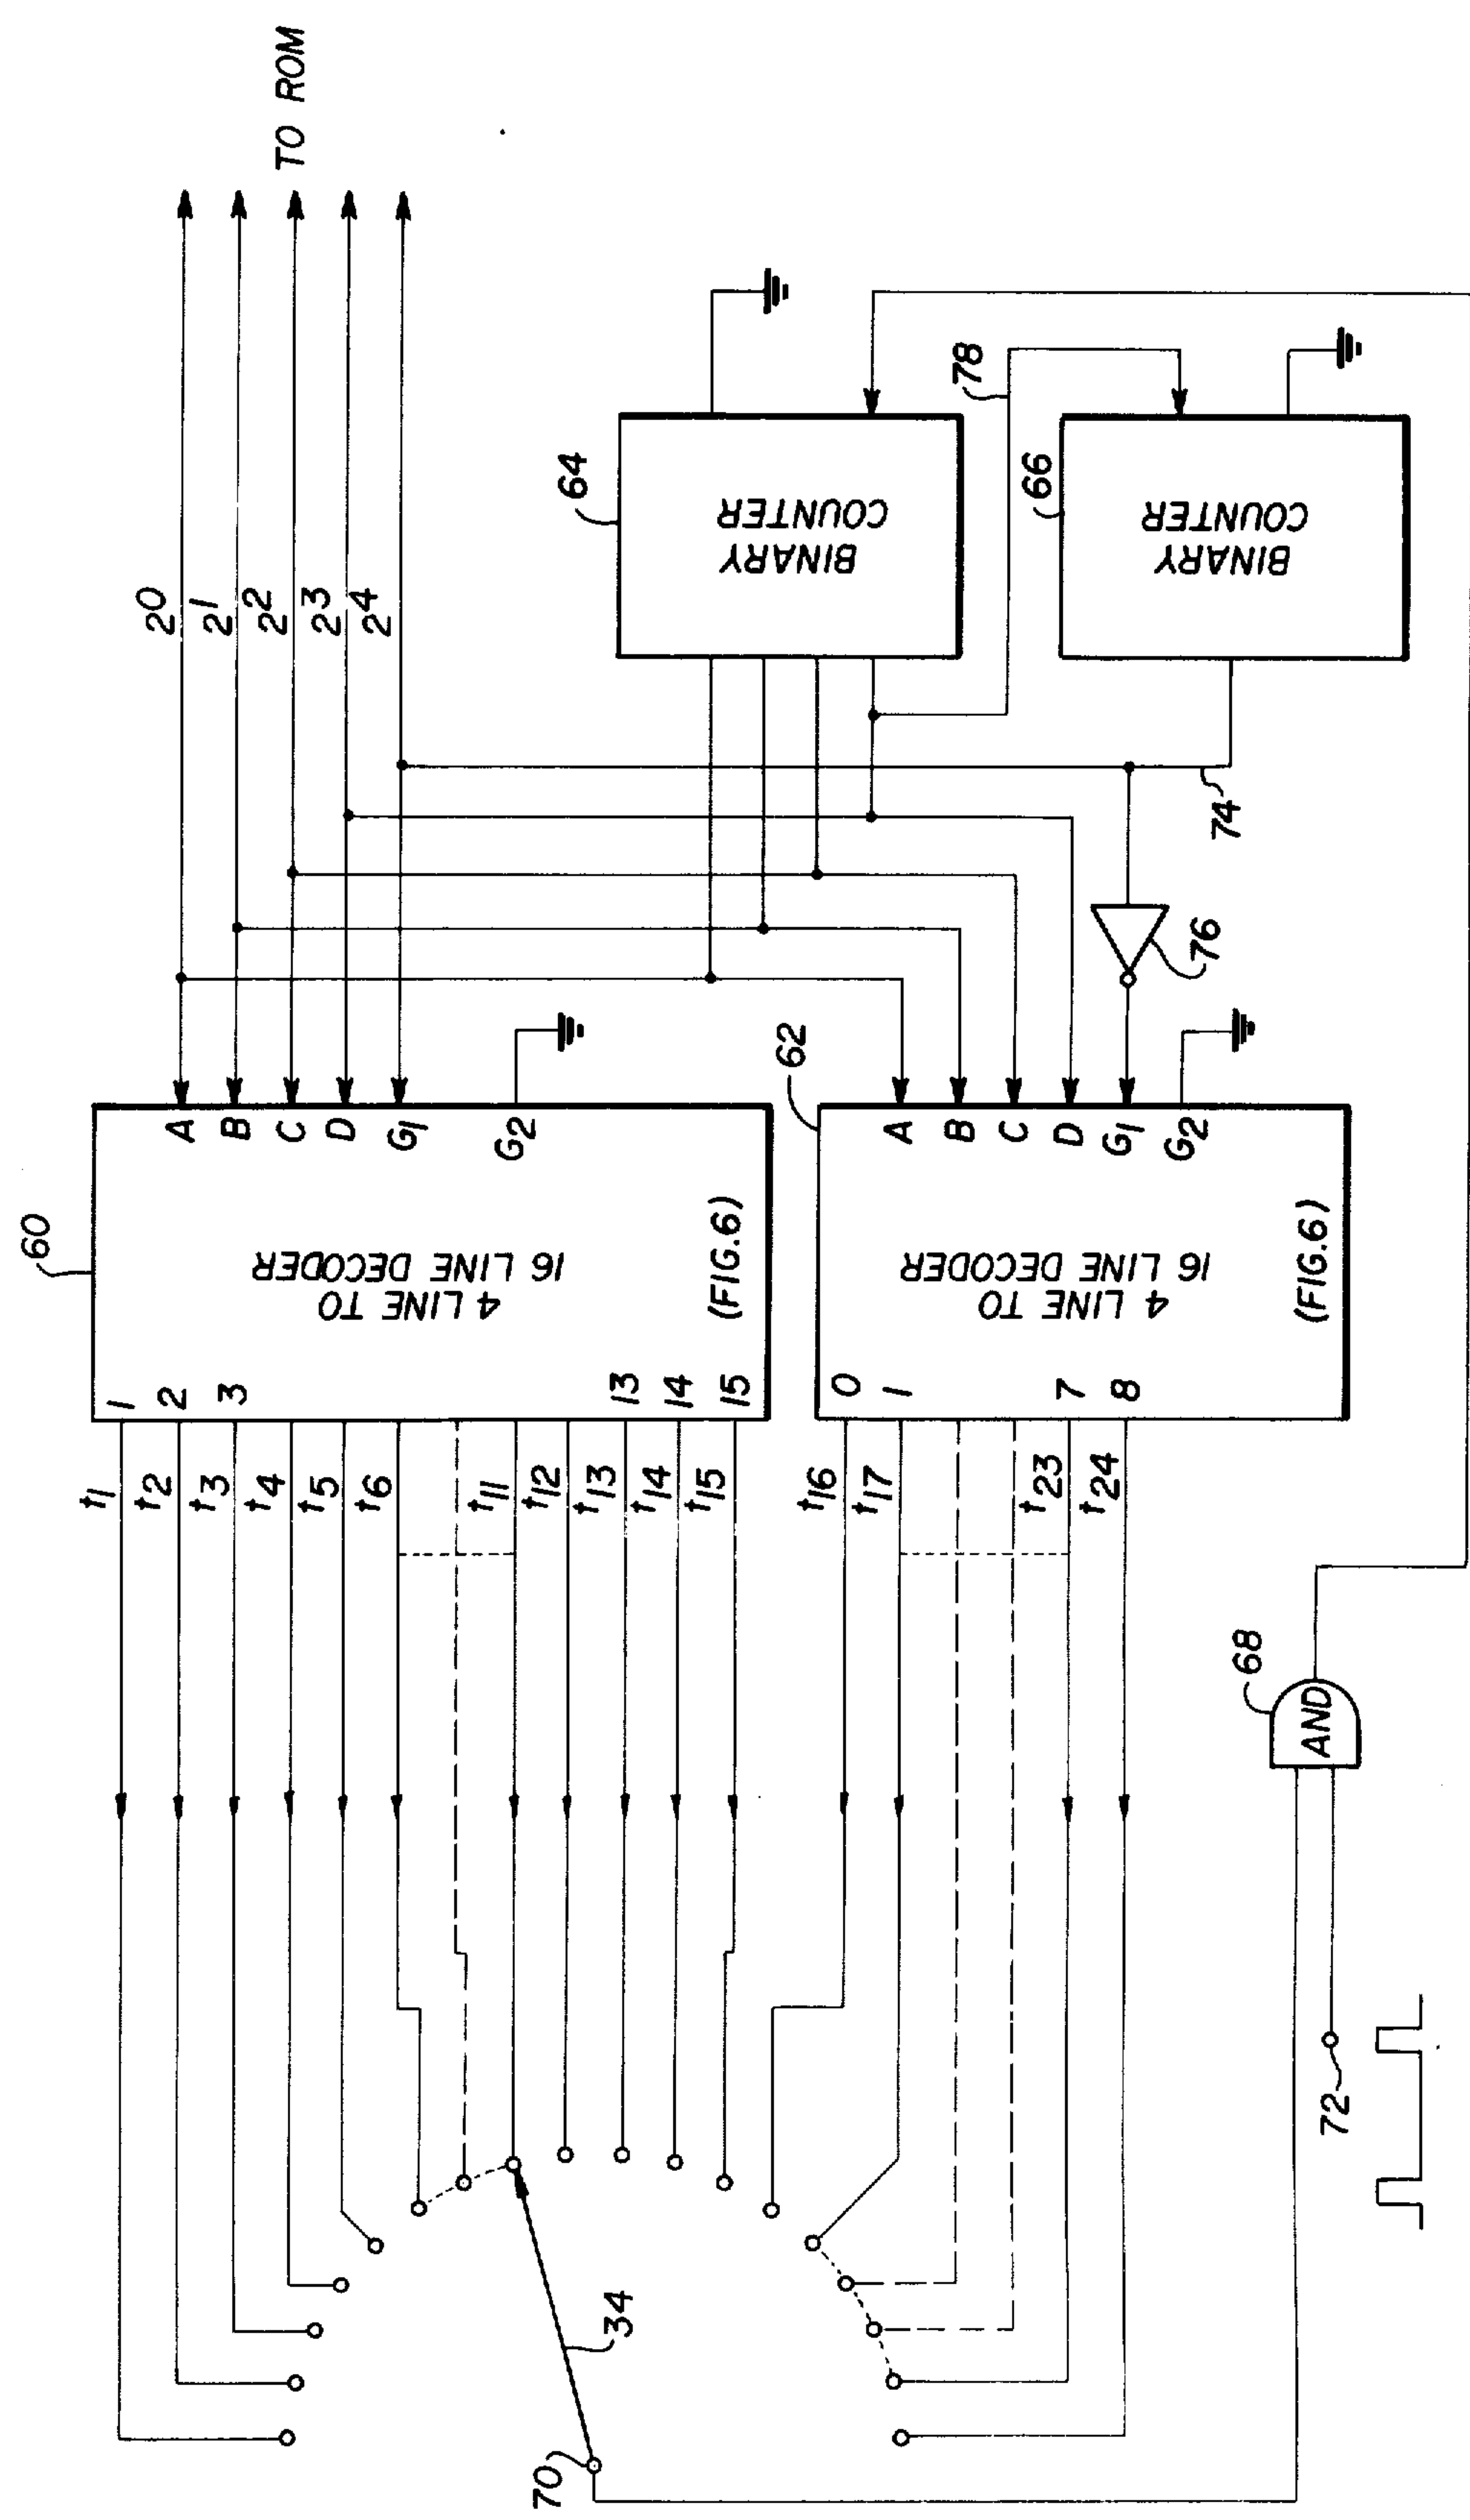 TO ROM
20
21
22
23
24
64
BINARY
COUNTER
78
66
BINARY
COUNTER
74
76
60
4 LINE TO
16 LINE DECODER
(FIG.6)
A
B
C
D
G1
G2
1
2
3
13
14
15
62
4 LINE TO
16 LINE DECODER
(FIG.6)
A
B
C
D
G1
G2
0
1
7
8
t1
t2
t3
t4
t5
t6
t11
t12
t13
t14
t15
t16
t17
t23
t24
68
AND
72
34
70